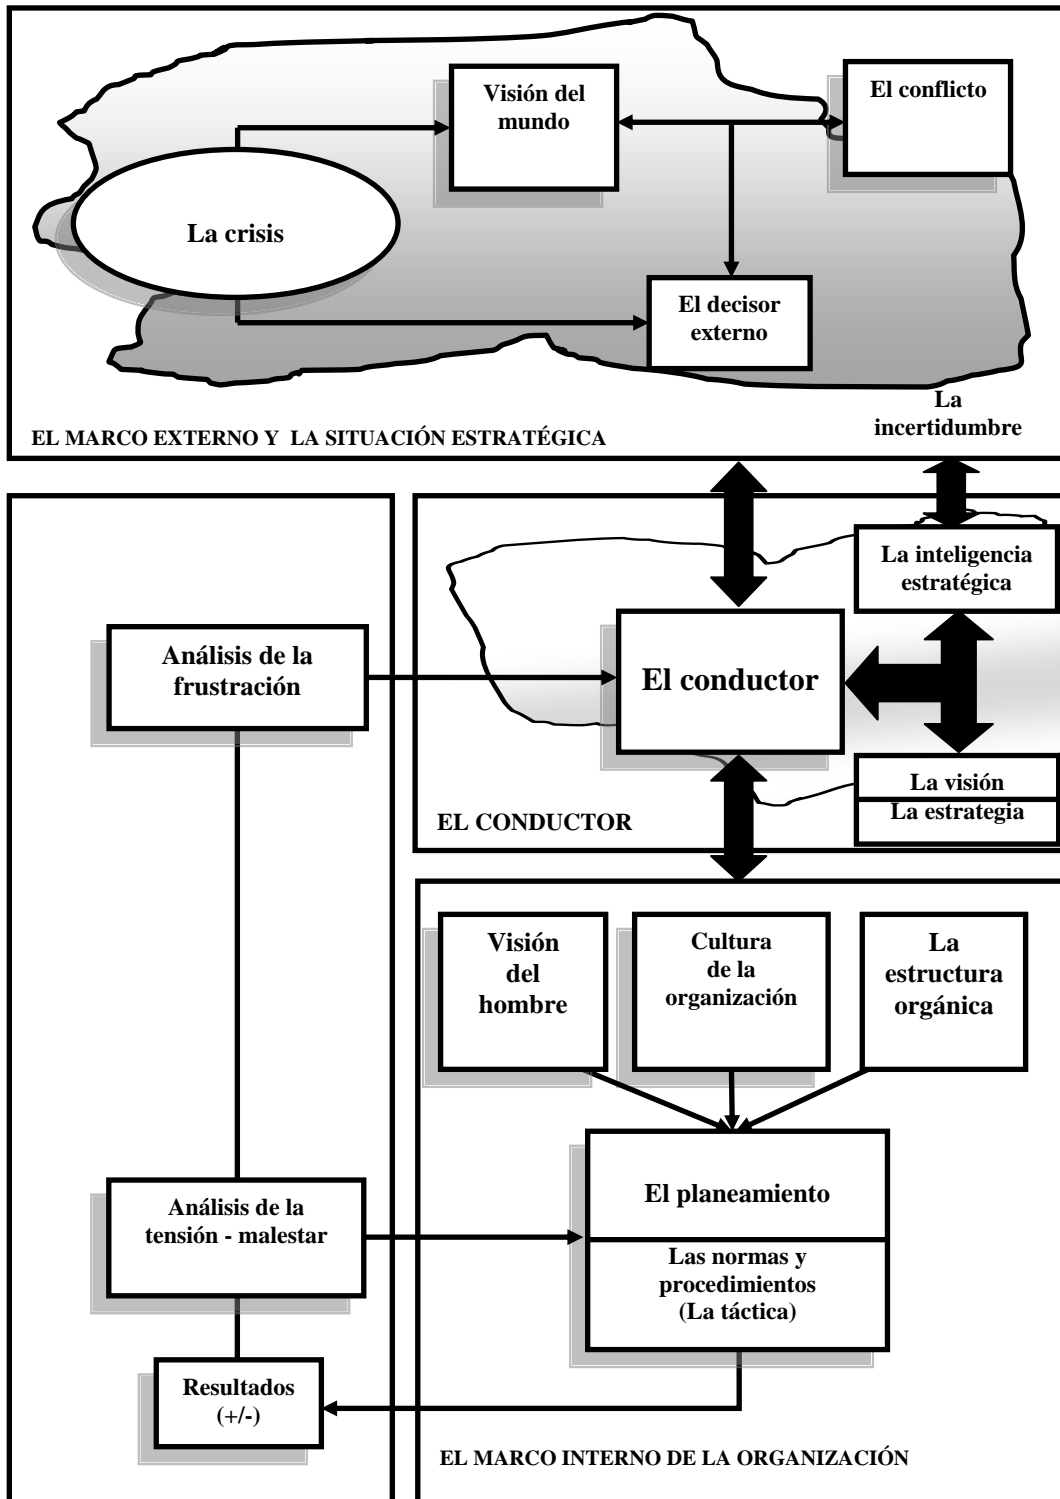 Visión del
mundo
El conflicto
La crisis
El decisor
externo
La
incertidumbre
EL MARCO EXTERNO Y LA SITUACIÓN ESTRATÉGICA
La inteligencia
estratégica
Análisis de la
frustración
El conductor
La visión
La estrategia
EL CONDUCTOR
Visión
del
hombre
Cultura
de la
organización
La
estructura
orgánica
El planeamiento
Análisis de la
tensión - malestar
Las normas y
procedimientos
(La táctica)
Resultados
(+/-)
EL MARCO INTERNO DE LA ORGANIZACIÓN